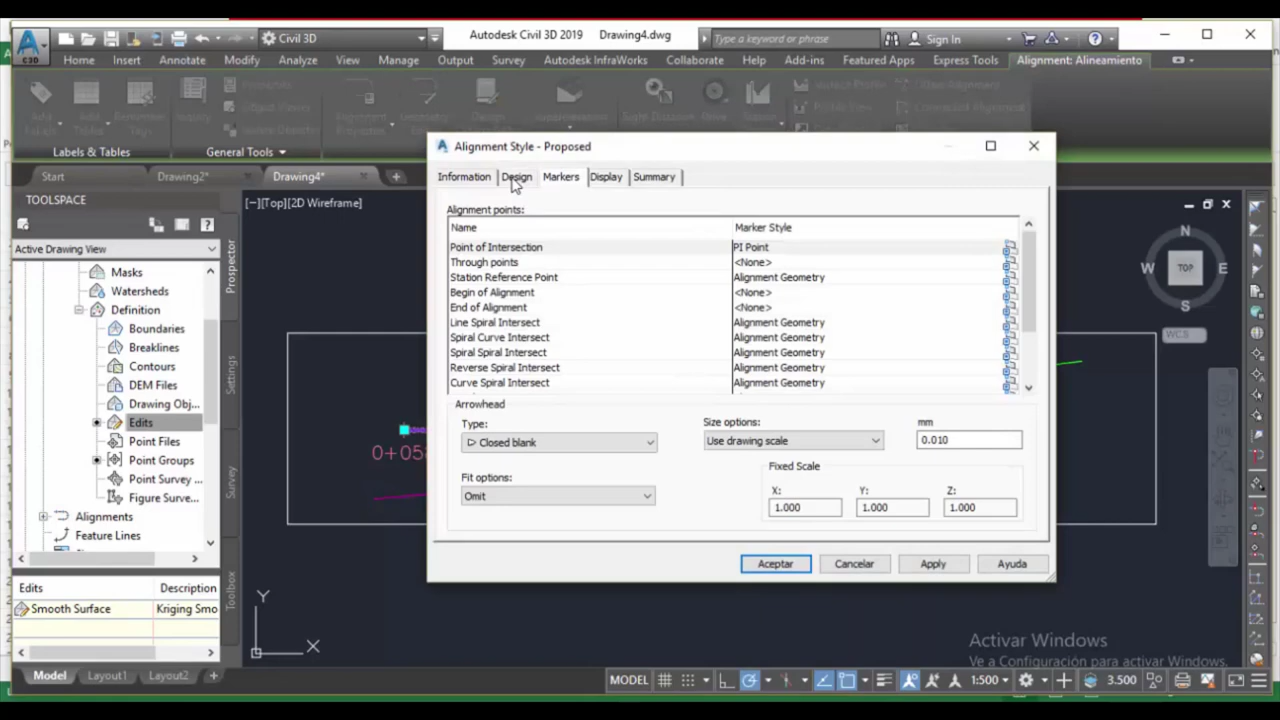 Civil 3D
Autodesk Civil 3D 2019 Drawing4.dwg
Type a keyword or phrase
Sign In
C3D
Home Insert Annotate Modify Analyze View Manage Output Survey Autodesk InfraWorks Collaborate Help Add-ins Featured Apps Express Tools Alignment: Alineamiento
Labels & Tables General Tools
Start Drawing2* Drawing4*
TOOLSPACE
Active Drawing View
Masks
Watersheds
Definition
Boundaries
Breaklines
Contours
DEM Files
Drawing Obj...
Edits
Point Files
Point Groups
Point Survey ...
Figure Surve...
Alignments
Feature Lines
Edits Description
Smooth Surface Kriging Smo
Prospector
Settings
Survey
Toolbox
[−][Top][2D Wireframe]
0+05
Y
X
N
W TOP E
S
WCS
Alignment Style - Proposed
Information Design Markers Display Summary
Alignment points:
Name Marker Style
Point of Intersection PI Point
Through points <None>
Station Reference Point Alignment Geometry
Begin of Alignment <None>
End of Alignment <None>
Line Spiral Intersect Alignment Geometry
Spiral Curve Intersect Alignment Geometry
Spiral Spiral Intersect Alignment Geometry
Reverse Spiral Intersect Alignment Geometry
Curve Spiral Intersect Alignment Geometry
Arrowhead
Type:
Closed blank
Fit options:
Omit
Size options:
Use drawing scale
mm
0.010
Fixed Scale
X: Y: Z:
1.000 1.000 1.000
Aceptar Cancelar Apply Ayuda
Activar Windows
Ve a Configuración para activar Windows.
Model Layout1 Layout2
MODEL 1:500 3.500